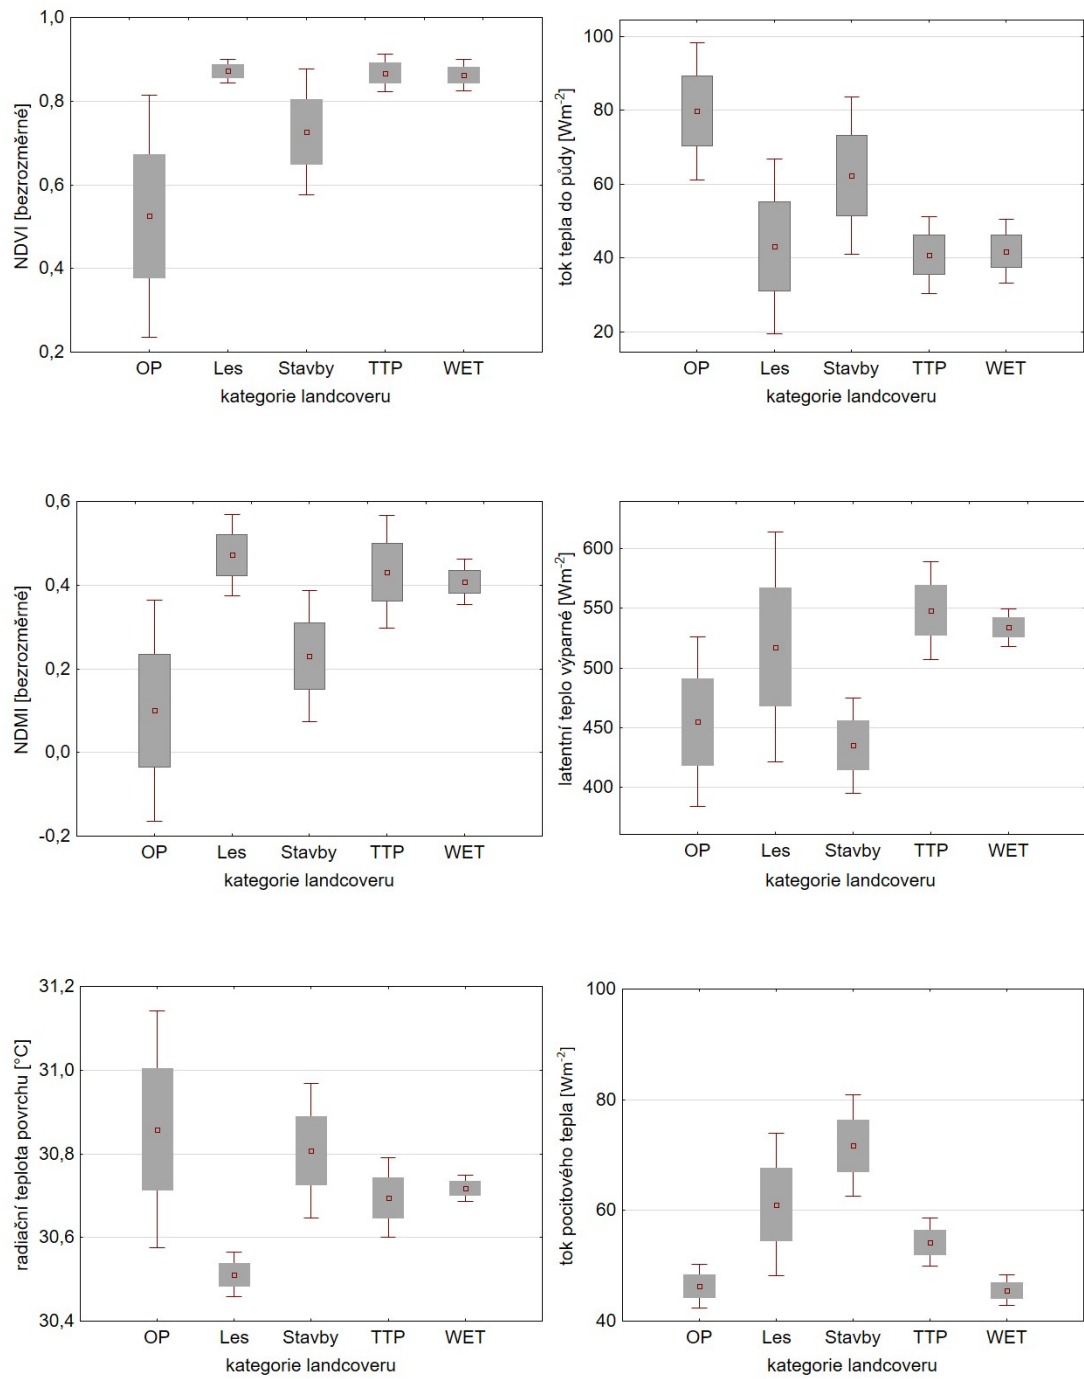 NDVI [bezrozměrné]
1,0
0,8
0,6
0,4
0,2
OP Les Stavby TTP WET
kategorie landcoveru
tok tepla do půdy [Wm-2]
100
80
60
40
20
OP Les Stavby TTP WET
kategorie landcoveru
NDMI [bezrozměrné]
0,6
0,4
0,2
0,0
-0,2
OP Les Stavby TTP WET
kategorie landcoveru
latentní teplo výparné [Wm-2]
600
550
500
450
400
OP Les Stavby TTP WET
kategorie landcoveru
radiační teplota povrchu [°C]
31,2
31,0
30,8
30,6
30,4
OP Les Stavby TTP WET
kategorie landcoveru
tok pocitového tepla [Wm-2]
100
80
60
40
OP Les Stavby TTP WET
kategorie landcoveru